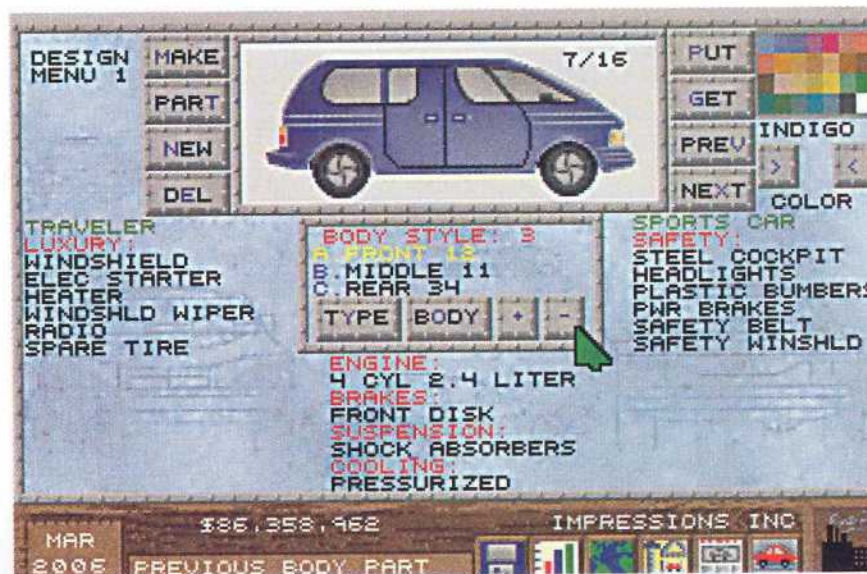 DESIGN
MENU 1
MAKE
PART
NEW
DEL
7/16
PUT
GET
PREV
NEXT
INDIGO
>
<
COLOR
TRAVELER
LUXURY:
WINDSHIELD
ELEC STARTER
HEATER
WINDSHLD WIPER
RADIO
SPARE TIRE
BODY STYLE: 3
A.FRONT 12
B.MIDDLE 11
C.REAR 34
TYPE BODY + -
SPORTS CAR
SAFETY:
STEEL COCKPIT
HEADLIGHTS
PLASTIC BUMBERS
PWR BRAKES
SAFETY BELT
SAFETY WINSHLD
ENGINE:
4 CYL 2.4 LITER
BRAKES:
FRONT DISK
SUSPENSION:
SHOCK ABSORBERS
COOLING:
PRESSURIZED
MAR
2006
$86,358,962
IMPRESSIONS INC
PREVIOUS BODY PART